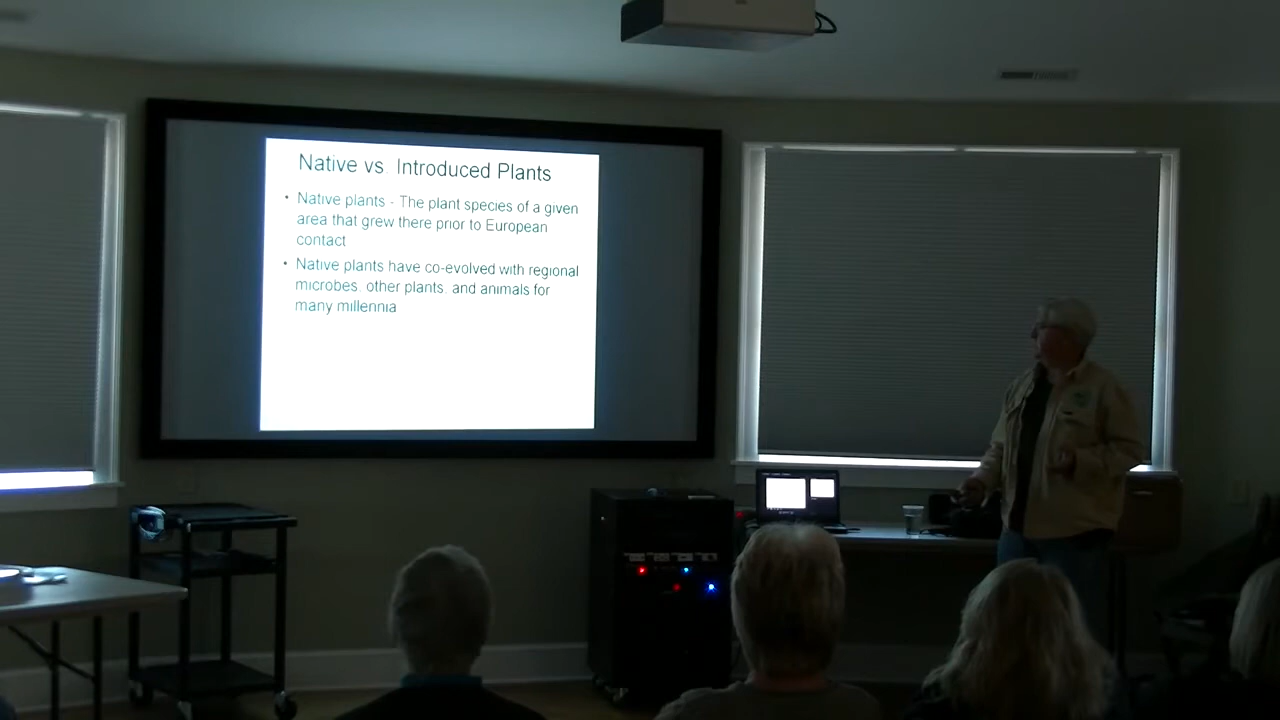 Native vs. Introduced Plants
• Native plants - The plant species of a given
area that grew there prior to European
contact
• Native plants have co-evolved with regional
microbes, other plants, and animals for
many millennia